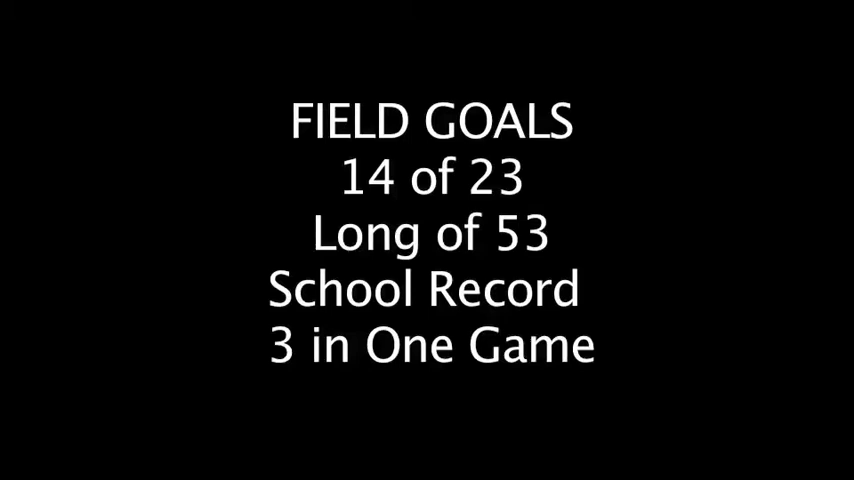 FIELD GOALS
14 of 23
Long of 53
School Record
3 in One Game